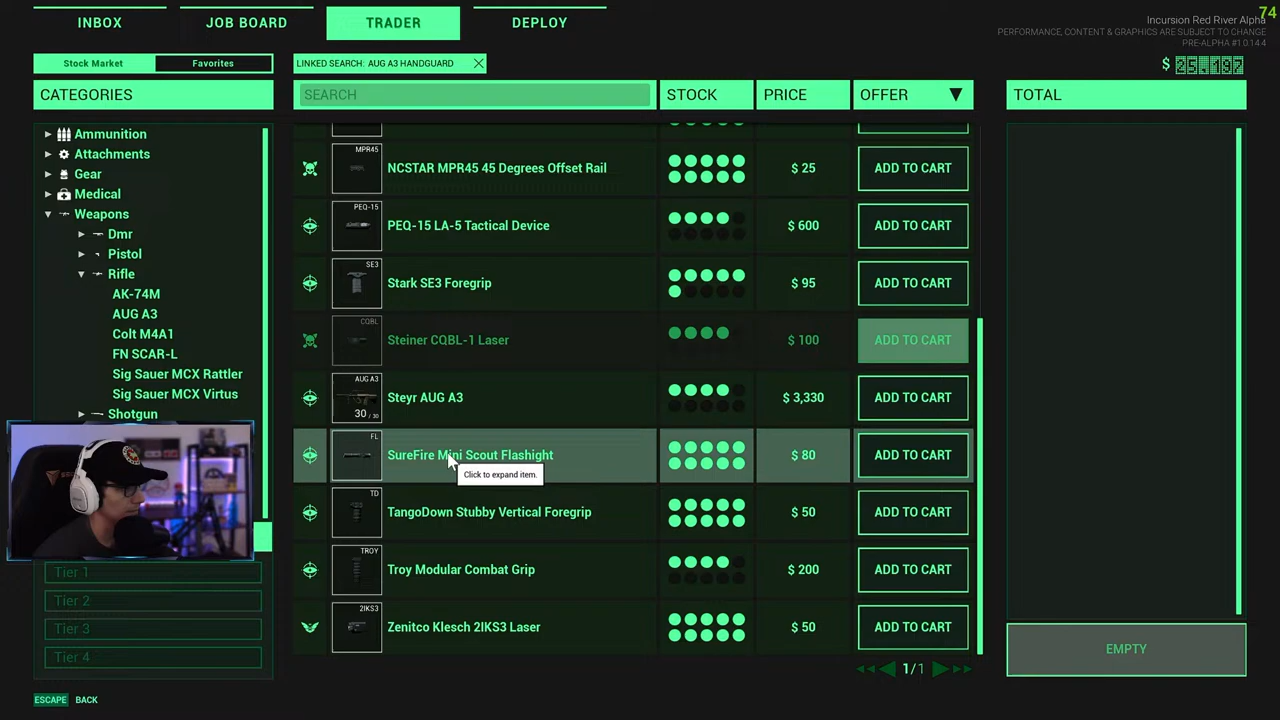 74
INBOX
JOB BOARD
TRADER
DEPLOY
Incursion Red River Alpha
PERFORMANCE, CONTENT & GRAPHICS ARE SUBJECT TO CHANGE
PRE-ALPHA #1.0.14.4
Stock Market
Favorites
LINKED SEARCH: AUG A3 HANDGUARD
$ 25,197
CATEGORIES
SEARCH
STOCK
PRICE
OFFER
TOTAL
Ammunition
Attachments
Gear
Medical
Weapons
Dmr
Pistol
Rifle
AK-74M
AUG A3
Colt M4A1
FN SCAR-L
Sig Sauer MCX Rattler
Sig Sauer MCX Virtus
Shotgun
Tier 1
Tier 2
Tier 3
Tier 4
MPR45
NCSTAR MPR45 45 Degrees Offset Rail
$ 25
ADD TO CART
PEQ-15
PEQ-15 LA-5 Tactical Device
$ 600
ADD TO CART
SE3
Stark SE3 Foregrip
$ 95
ADD TO CART
CQBL
Steiner CQBL-1 Laser
$ 100
ADD TO CART
AUG A3
30 / 30
Steyr AUG A3
$ 3,330
ADD TO CART
FL
SureFire Mini Scout Flashight
$ 80
ADD TO CART
Click to expand item.
TD
TangoDown Stubby Vertical Foregrip
$ 50
ADD TO CART
TROY
Troy Modular Combat Grip
$ 200
ADD TO CART
2IKS3
Zenitco Klesch 2IKS3 Laser
$ 50
ADD TO CART
1/1
EMPTY
ESCAPE BACK